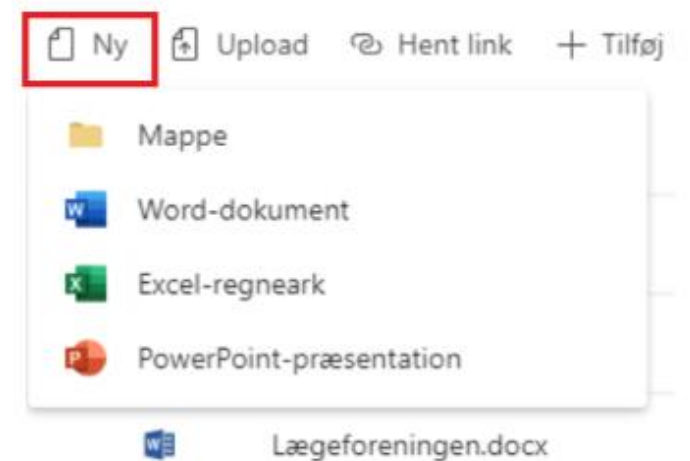 Ny Upload Hent link + Tilføj
Mappe
Word-dokument
Excel-regneark
PowerPoint-præsentation
Lægeforeningen.docx